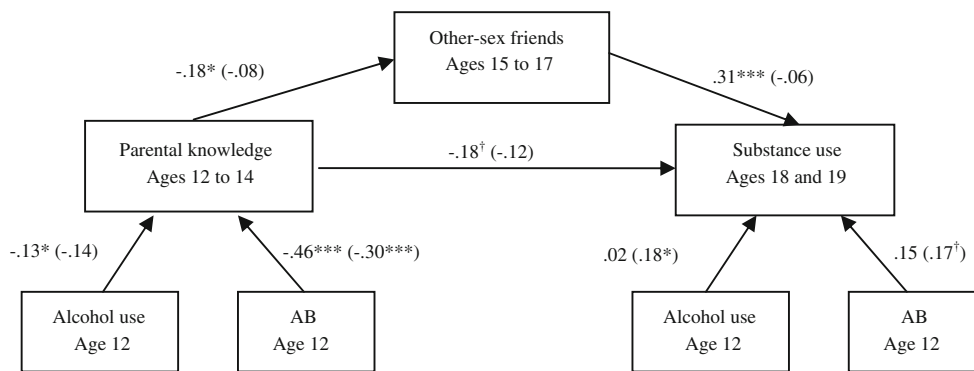 Other-sex friends
Ages 15 to 17
-.18* (-.08)
.31*** (-.06)
Parental knowledge
Ages 12 to 14
-.18† (-.12)
Substance use
Ages 18 and 19
-.13* (-.14)
-.46*** (-.30***)
.02 (.18*)
.15 (.17†)
Alcohol use
Age 12
AB
Age 12
Alcohol use
Age 12
AB
Age 12